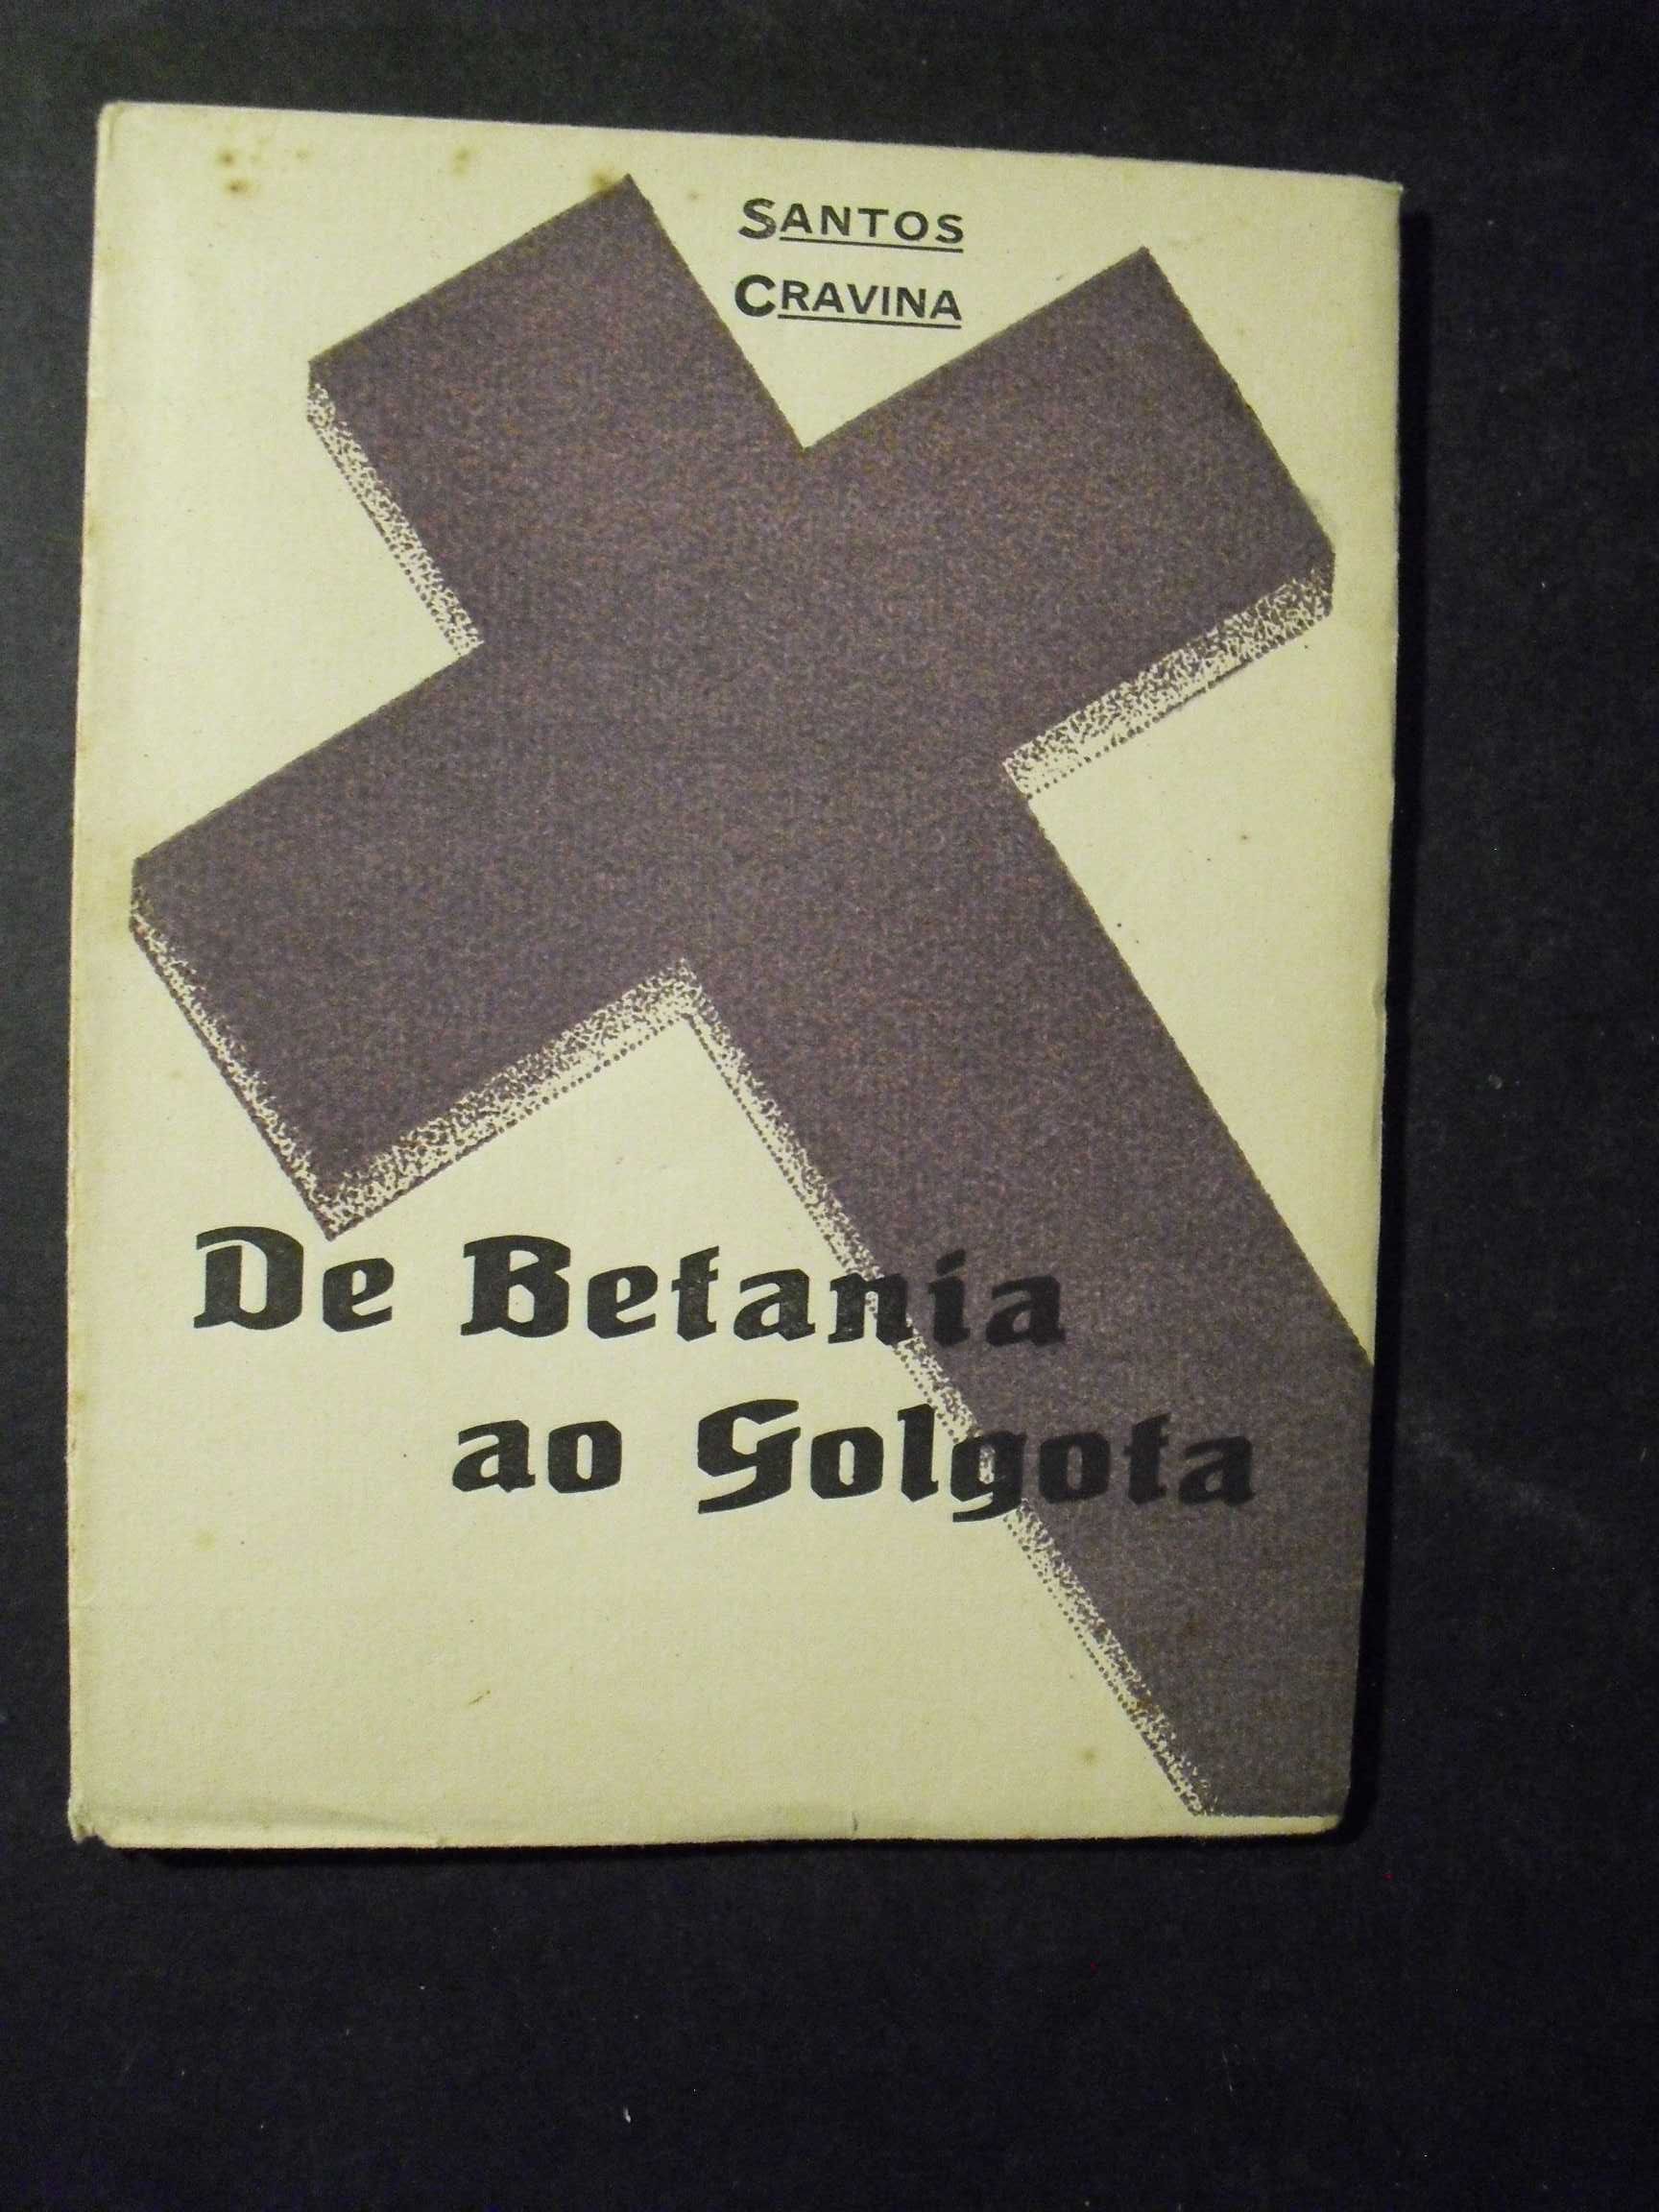 SANTOS
CRAVINA
De Betania
ao Golgota